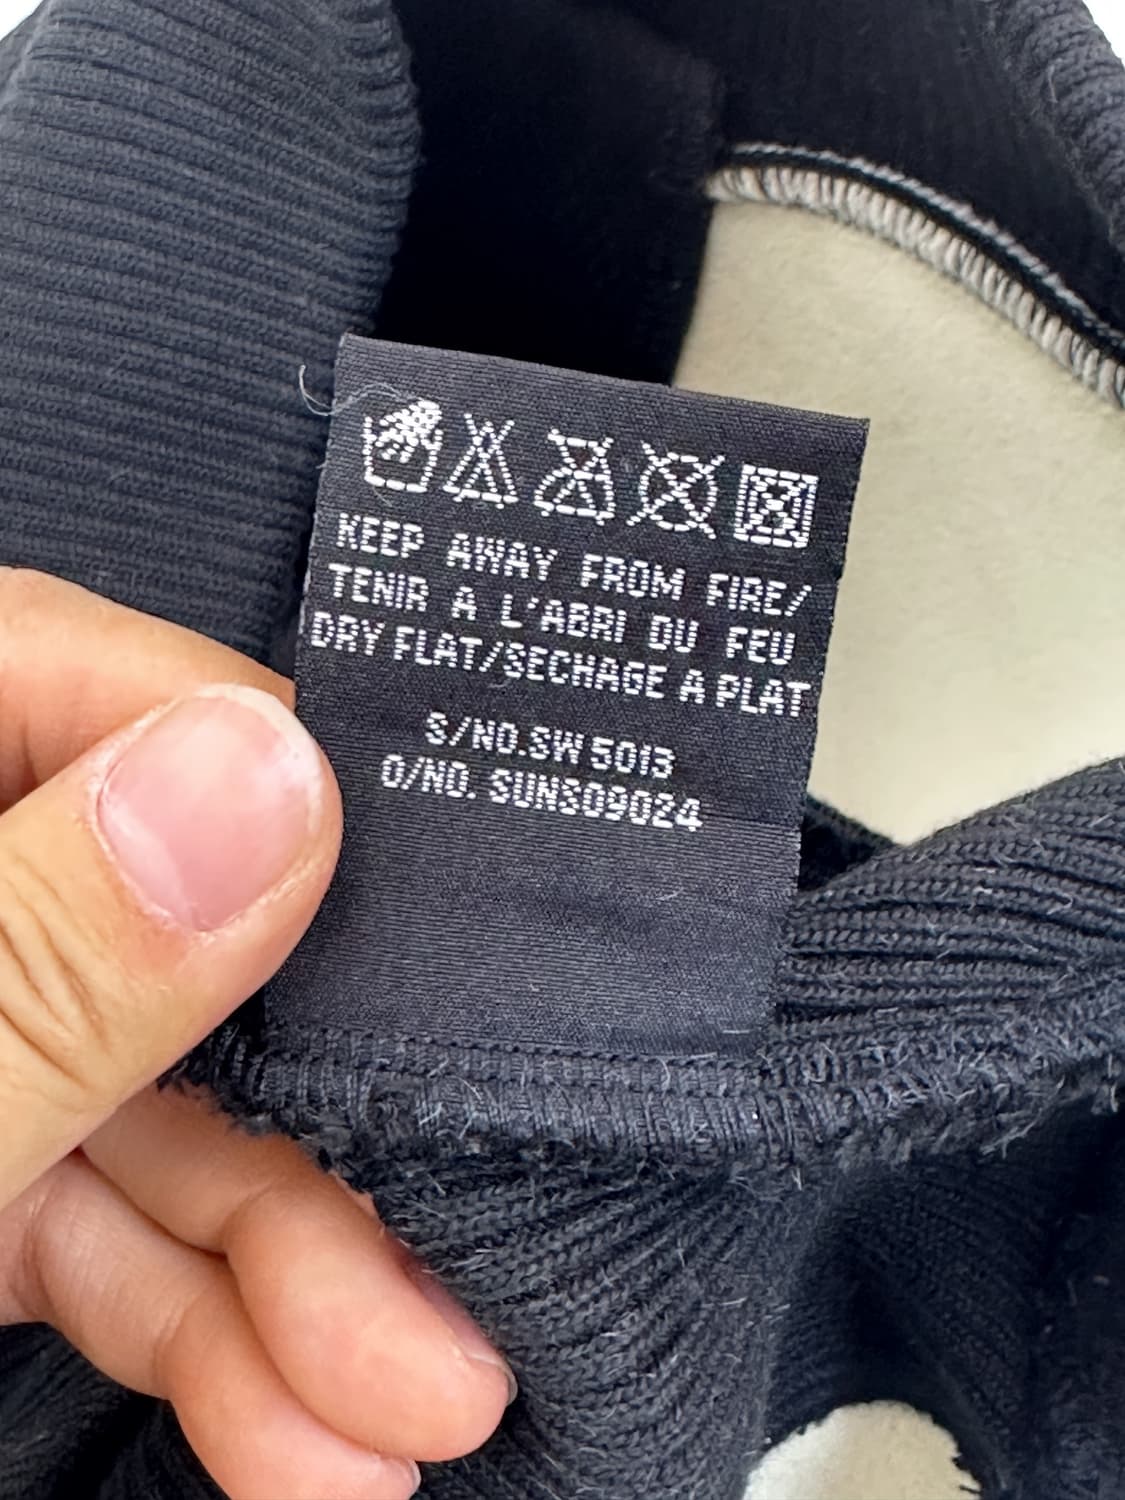 KEEP AWAY FROM FIRE/
TENIR A L'ABRI DU FEU
DRY FLAT/SECHAGE A PLAT
S/NO.SW 5013
O/NO. SUNS09024